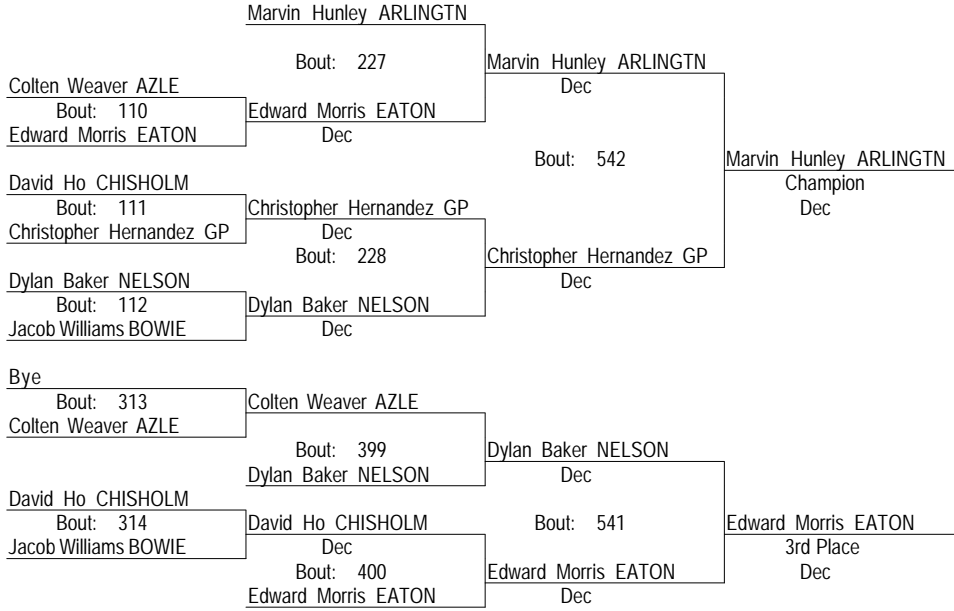 Marvin Hunley ARLINGTN
Bout: 227
Marvin Hunley ARLINGTN
Dec
Colten Weaver AZLE
Bout: 110
Edward Morris EATON
Edward Morris EATON
Dec
Bout: 542
Marvin Hunley ARLINGTN
Champion
Dec
David Ho CHISHOLM
Bout: 111
Christopher Hernandez GP
Christopher Hernandez GP
Dec
Bout: 228
Christopher Hernandez GP
Dec
Dylan Baker NELSON
Bout: 112
Jacob Williams BOWIE
Dylan Baker NELSON
Dec
Bye
Bout: 313
Colten Weaver AZLE
Colten Weaver AZLE
Bout: 399
Dylan Baker NELSON
Dylan Baker NELSON
Dec
David Ho CHISHOLM
Bout: 314
Jacob Williams BOWIE
David Ho CHISHOLM
Dec
Bout: 541
Edward Morris EATON
3rd Place
Dec
Bout: 400
Edward Morris EATON
Edward Morris EATON
Dec